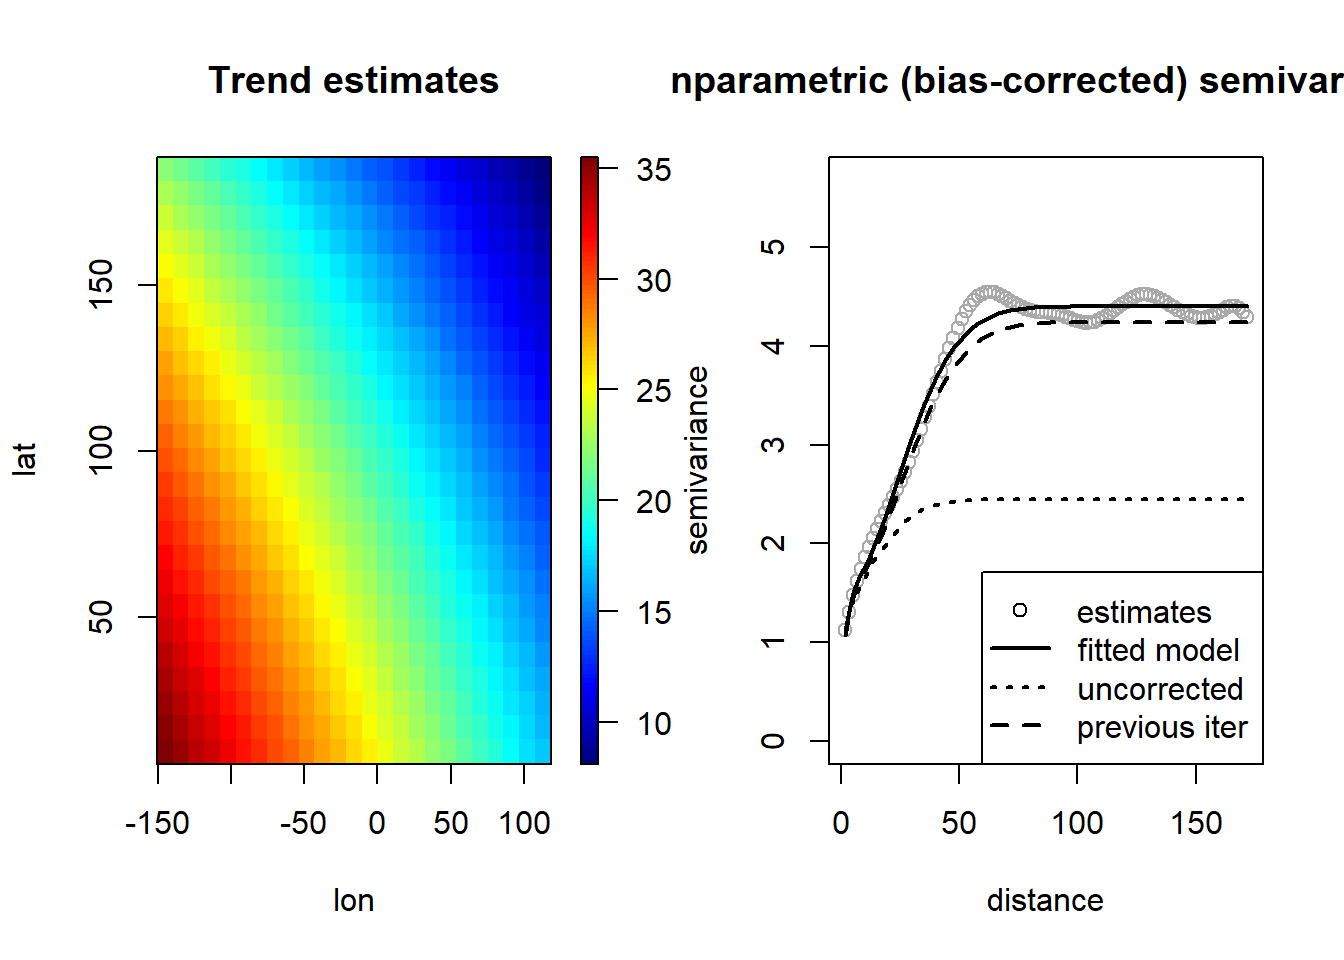 Trend estimates
lat
150
100
50
-150
-50
0
50
100
lon
35
30
25
20
15
10
nparametric (bias-corrected) semivar
semivariance
5
4
3
2
1
0
0
50
100
150
distance
estimates
fitted model
uncorrected
previous iter